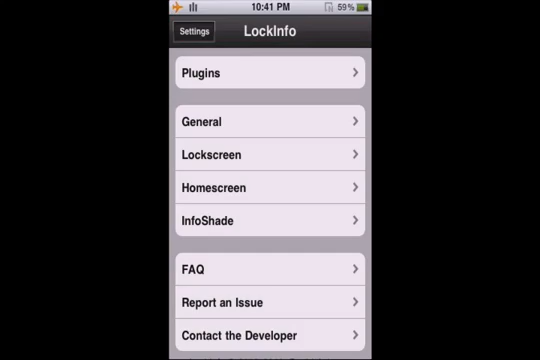 10:41 PM
59%
Settings
LockInfo
Plugins
General
Lockscreen
Homescreen
InfoShade
FAQ
Report an Issue
Contact the Developer